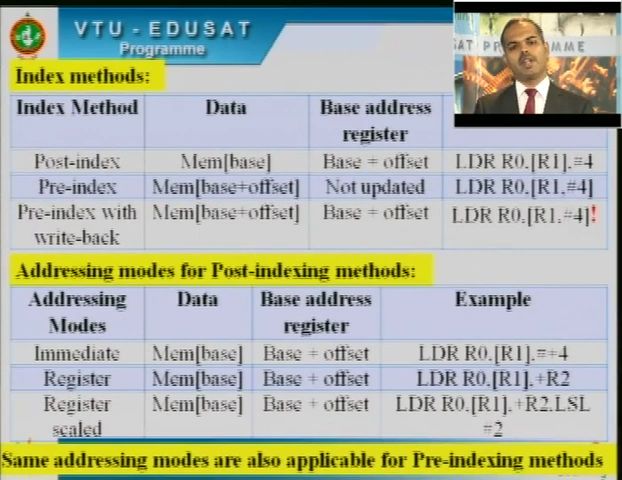 VTU - EDUSAT
Programme
SAT PROGRAMME
Index methods:
Index Method Data Base address register
Post-index Mem[base] Base + offset LDR R0,[R1],#4
Pre-index Mem[base+offset] Not updated LDR R0,[R1,#4]
Pre-index with write-back Mem[base+offset] Base + offset LDR R0,[R1,#4]!
Addressing modes for Post-indexing methods:
Addressing Modes Data Base address register Example
Immediate Mem[base] Base + offset LDR R0,[R1],#+4
Register Mem[base] Base + offset LDR R0,[R1],+R2
Register scaled Mem[base] Base + offset LDR R0,[R1],+R2,LSL #2
Same addressing modes are also applicable for Pre-indexing methods